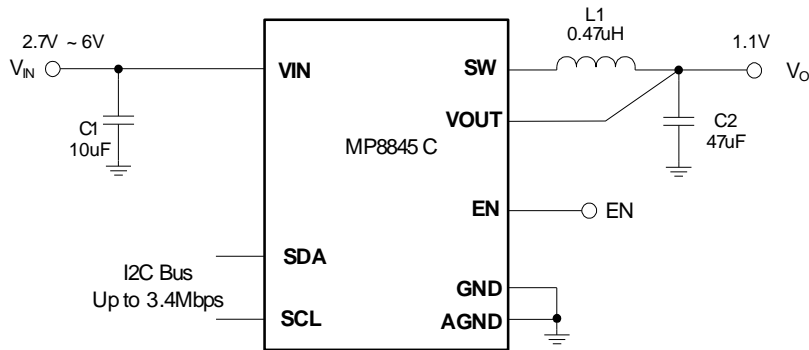 L1
0.47uH
2.7V ~ 6V
1.1V
VIN
VIN
SW
VO
C1
10uF
VOUT
C2
47uF
MP8845 C
EN
EN
I2C Bus
Up to 3.4Mbps
SDA
SCL
GND
AGND